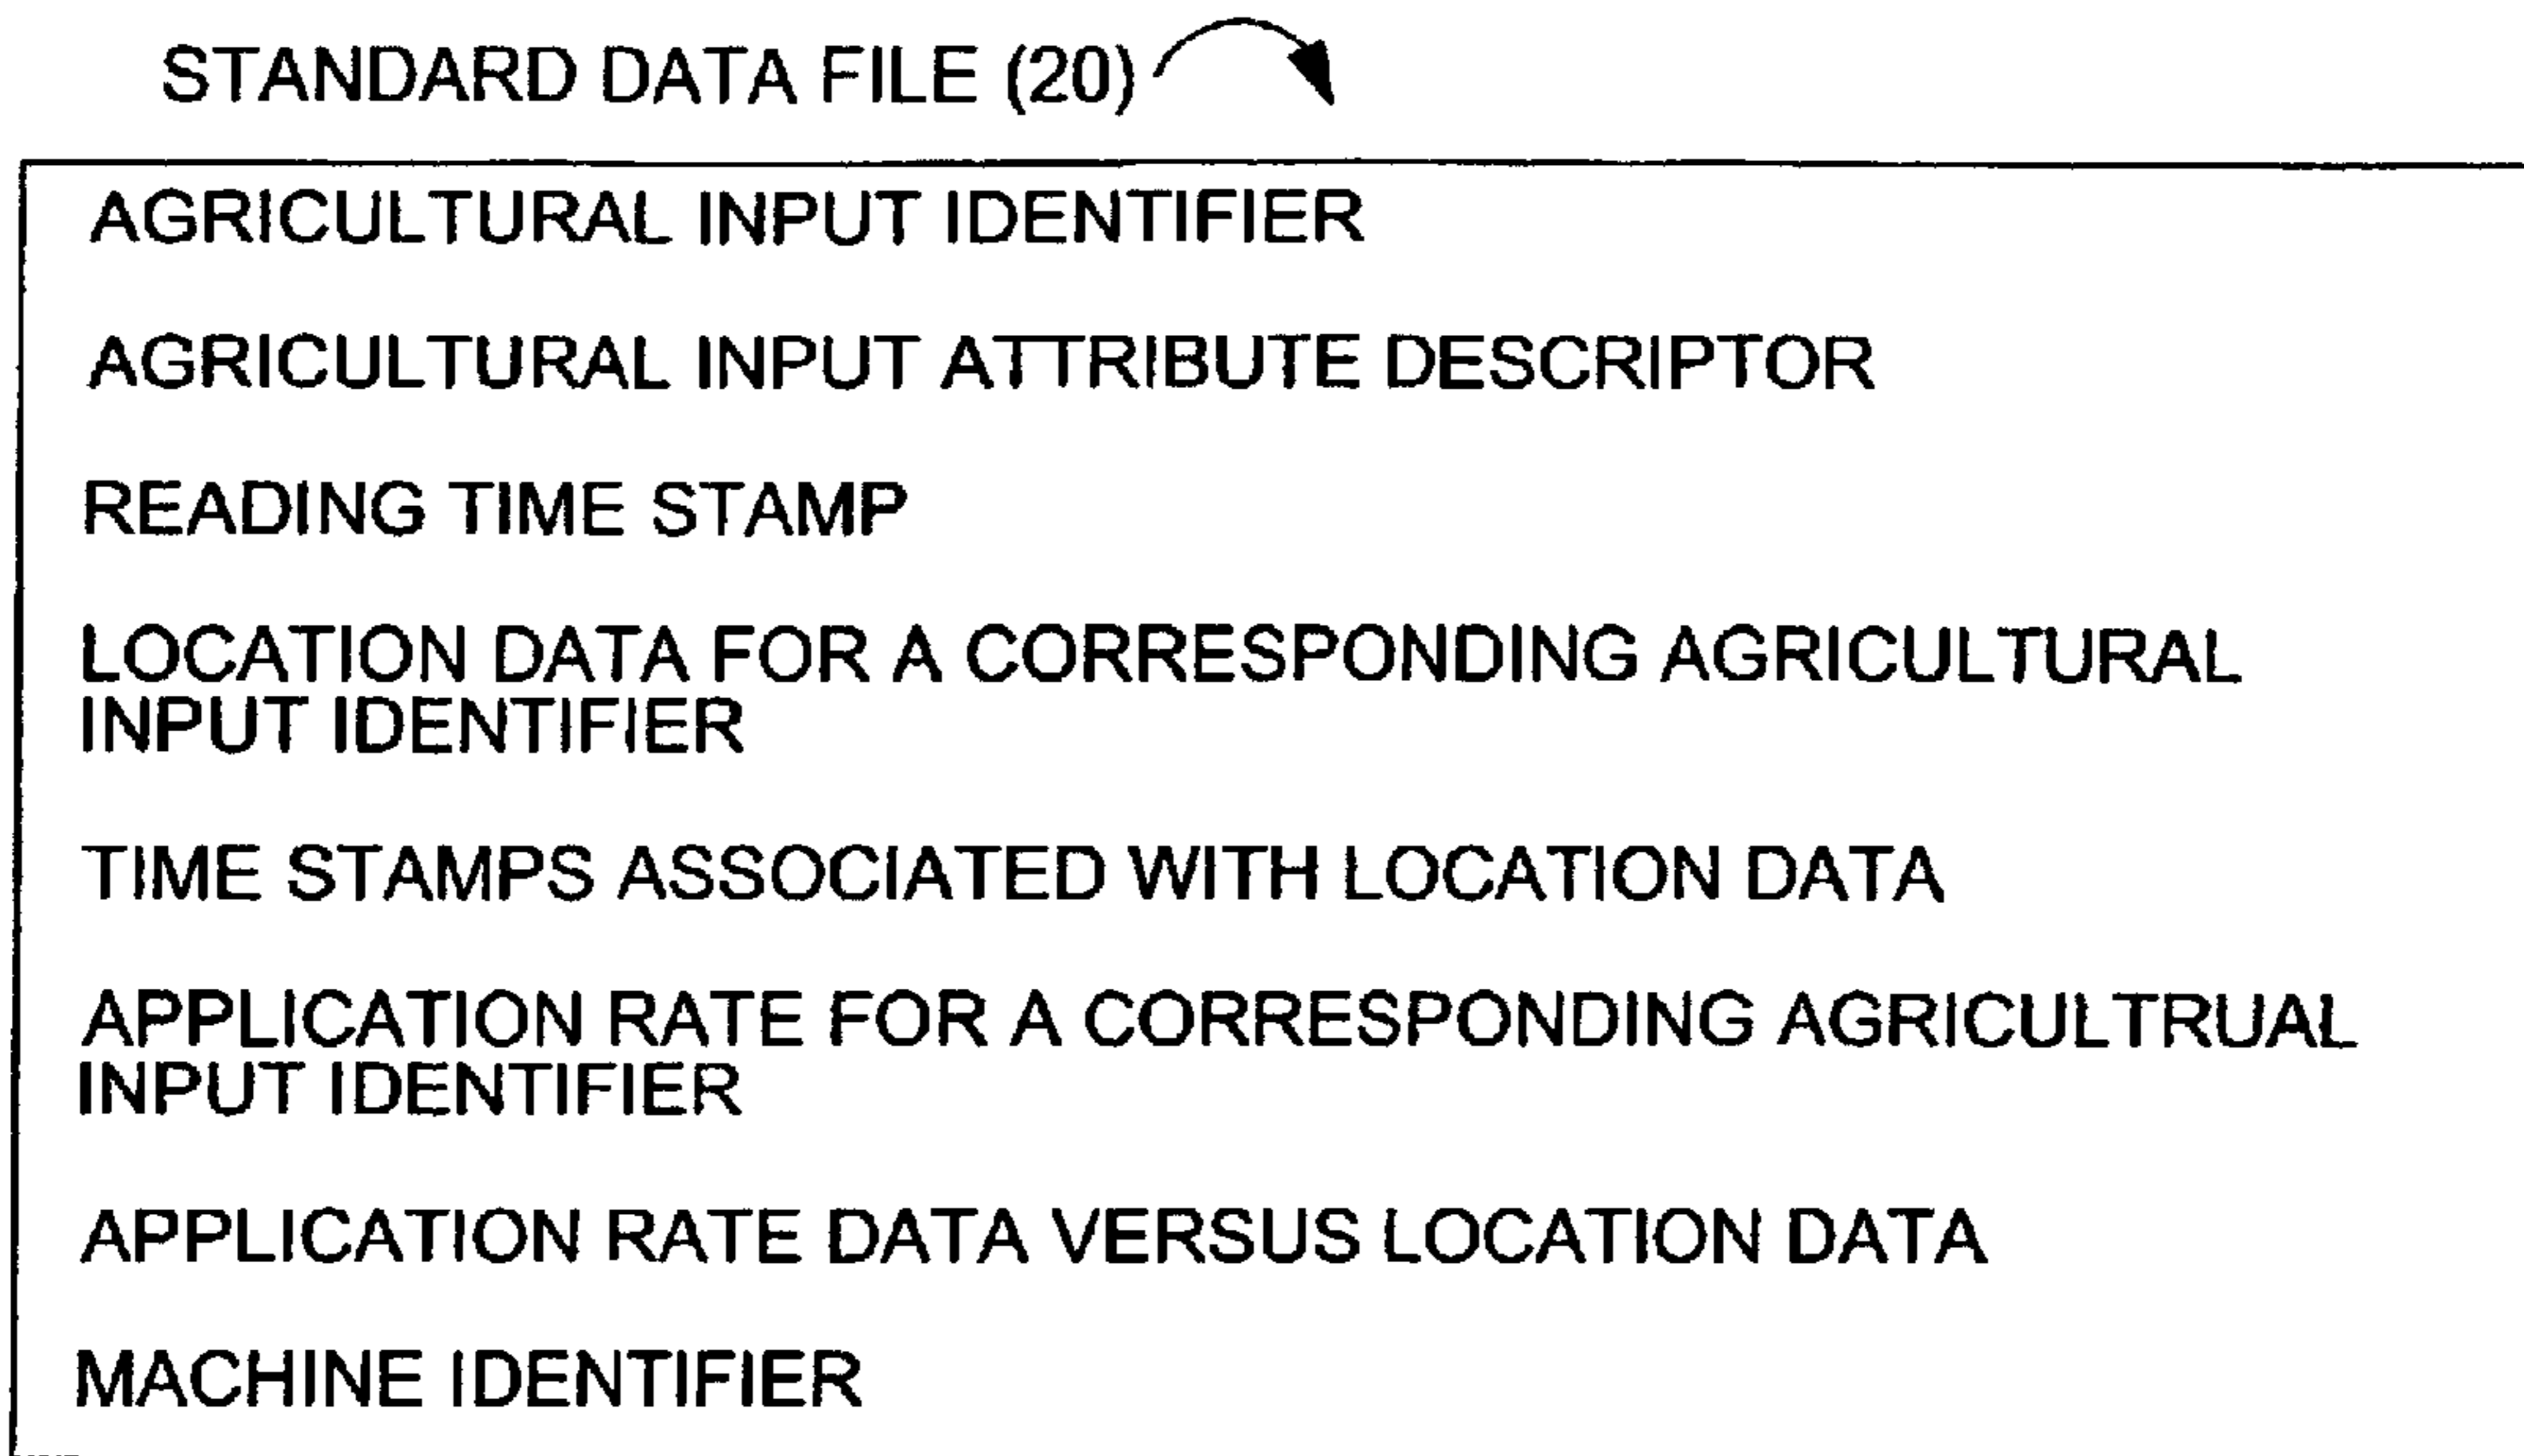 STANDARD DATA FILE (20)
AGRICULTURAL INPUT IDENTIFIER
AGRICULTURAL INPUT ATTRIBUTE DESCRIPTOR
READING TIME STAMP
LOCATION DATA FOR A CORRESPONDING AGRICULTURAL
INPUT IDENTIFIER
TIME STAMPS ASSOCIATED WITH LOCATION DATA
APPLICATION RATE FOR A CORRESPONDING AGRICULTRUAL
INPUT IDENTIFIER
APPLICATION RATE DATA VERSUS LOCATION DATA
MACHINE IDENTIFIER